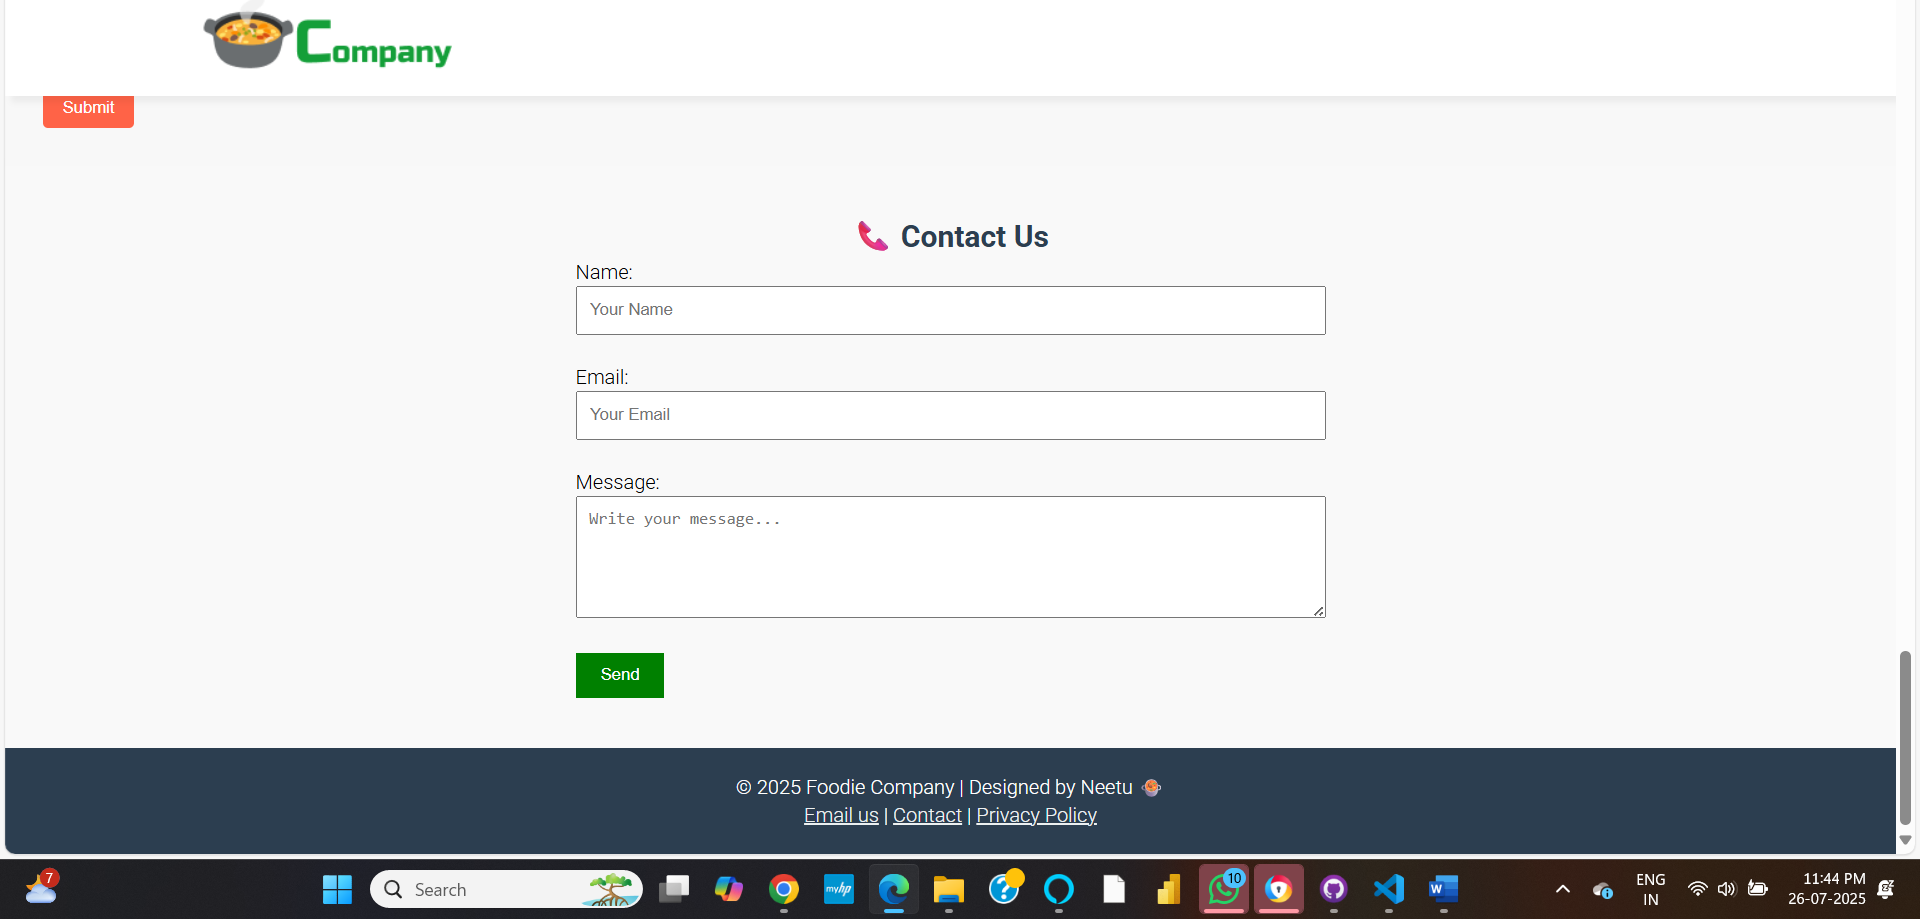 Company
Submit
Contact Us
Name:
Your Name
Email:
Your Email
Message:
Write your message...
Send
© 2025 Foodie Company | Designed by Neetu
Email us | Contact | Privacy Policy
7
Search
myhp
10
W
ENG
IN
11:44 PM
26-07-2025